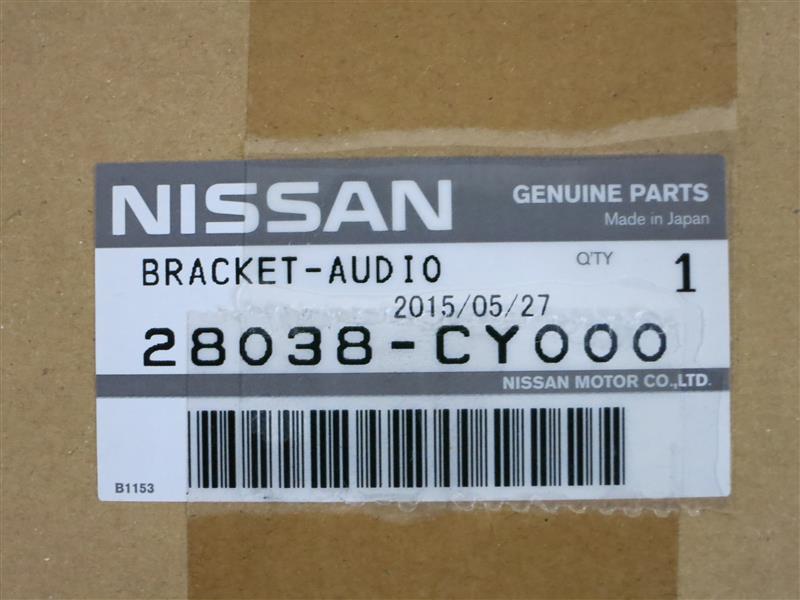 NISSAN
GENUINE PARTS
Made in Japan
BRACKET-AUDIO
Q'TY 1
2015/05/27
28038-CY000
NISSAN MOTOR CO.,LTD.
B1153